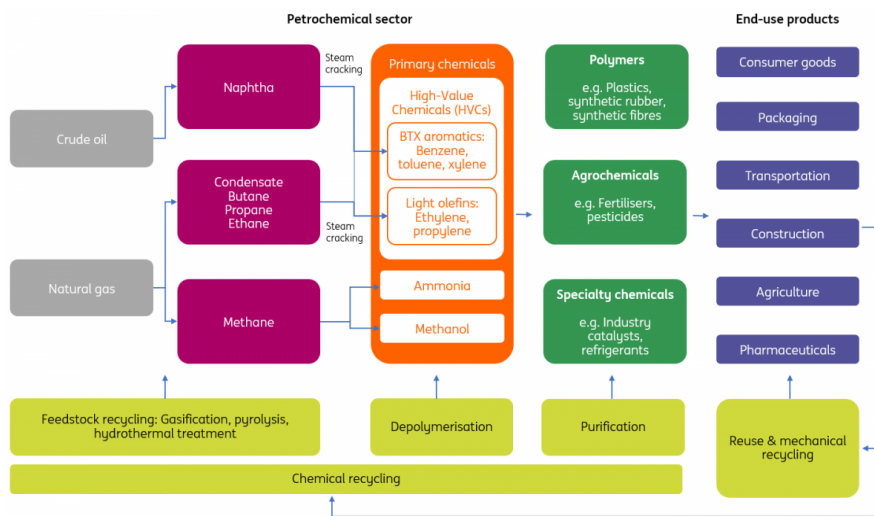 Petrochemical sector
End-use products
Crude oil
Natural gas
Naphtha
Condensate
Butane
Propane
Ethane
Methane
Steam
cracking
Steam
cracking
Primary chemicals
High-Value
Chemicals (HVCs)
BTX aromatics:
Benzene,
toluene, xylene
Light olefins:
Ethylene,
propylene
Ammonia
Methanol
Polymers
e.g. Plastics,
synthetic rubber,
synthetic fibres
Agrochemicals
e.g. Fertilisers,
pesticides
Specialty chemicals
e.g. Industry
catalysts,
refrigerants
Consumer goods
Packaging
Transportation
Construction
Agriculture
Pharmaceuticals
Feedstock recycling: Gasification, pyrolysis,
hydrothermal treatment
Depolymerisation
Purification
Reuse & mechanical
recycling
Chemical recycling